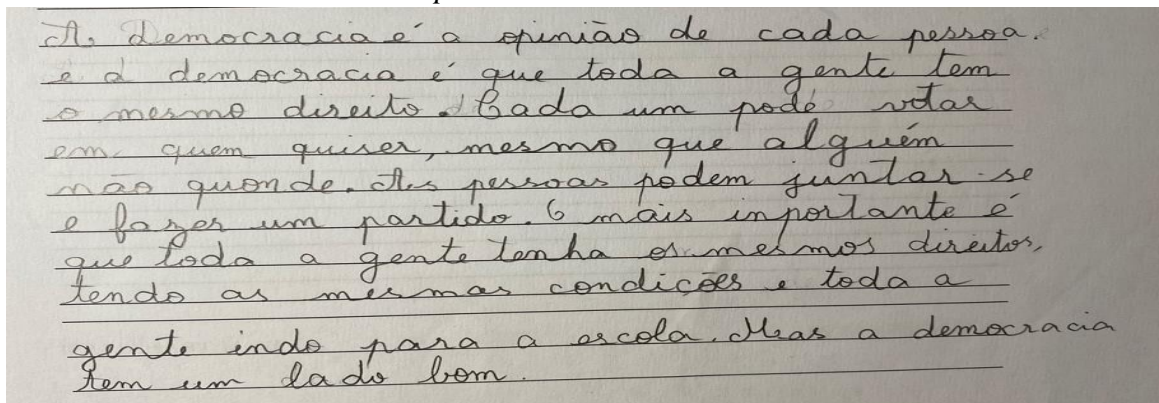 A democracia é a opinião de cada pessoa.
e a democracia é que toda a gente tem
o mesmo direito. Cada um pode votar
em quem quiser, mesmo que alguém
não quonde. As pessoas podem juntar-se
e fazer um partido. O mais inportante é
que toda a gente tenha os mesmos direitos,
tendo as mesmas condições e toda a
gente indo para a escola. Mas a democracia
tem um lado bom.